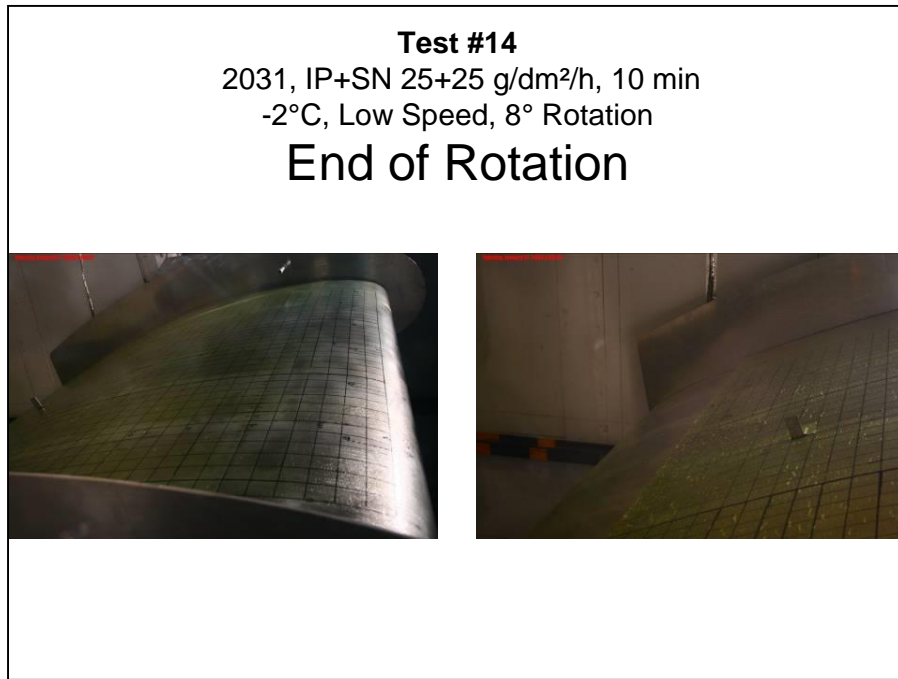 Test #14
2031, IP+SN 25+25 g/dm²/h, 10 min
-2°C, Low Speed, 8° Rotation
End of Rotation